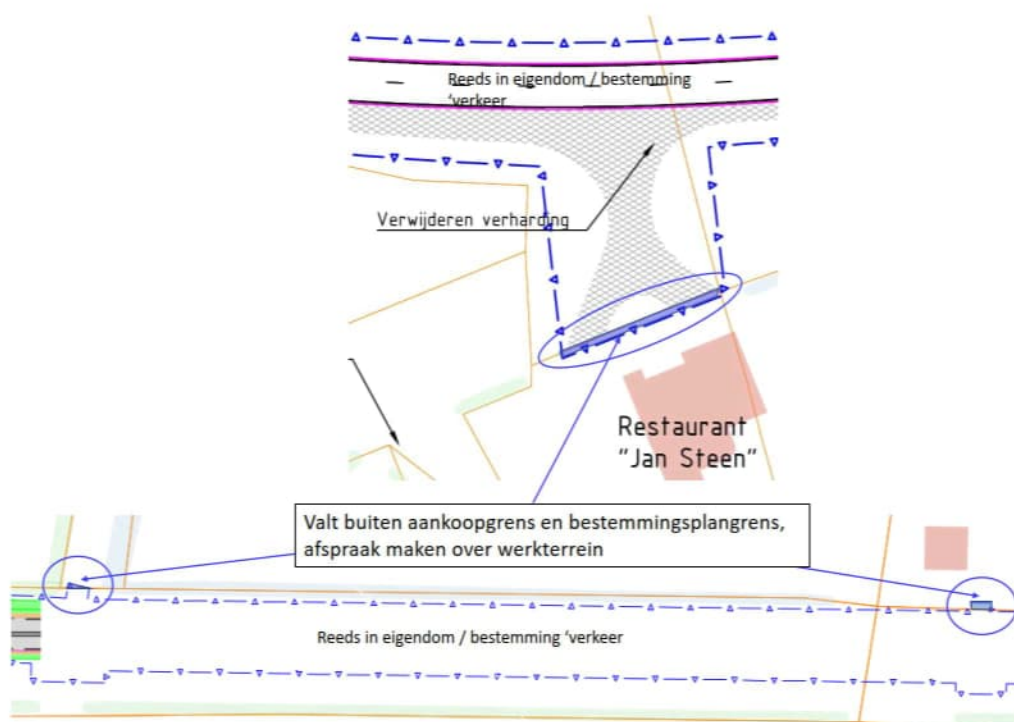 Reeds in eigendom / bestemming
‘verkeer
Verwijderen verharding
Restaurant
"Jan Steen"
Valt buiten aankoopgrens en bestemmingsplangrens,
afspraak maken over werkterrein
Reeds in eigendom / bestemming ‘verkeer